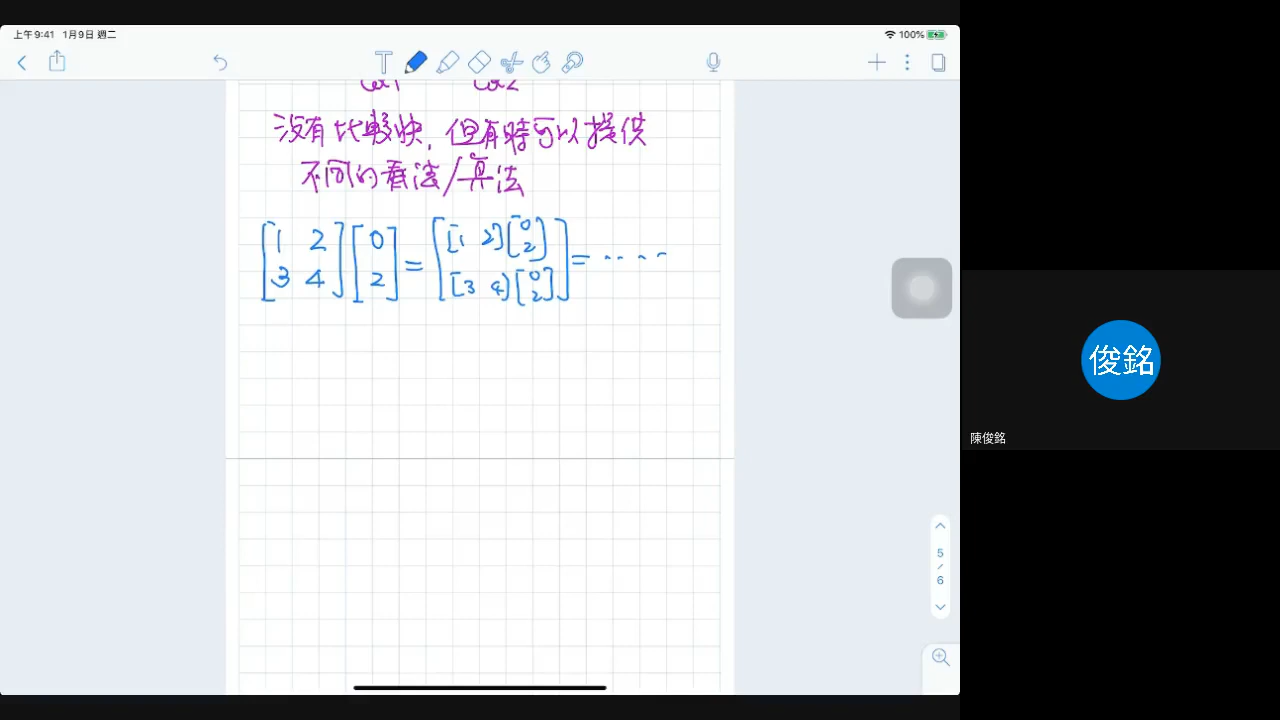 上午9:41 1月9日 週二
100%
T
Col1 Col2
沒有比較快, 但有時可以提供
不同的看法/算法
[1 2] [0] = [[1 2][0 2]] = .....
[3 4] [2] [[3 4][0 2]]
5
/
6
俊銘
陳俊銘